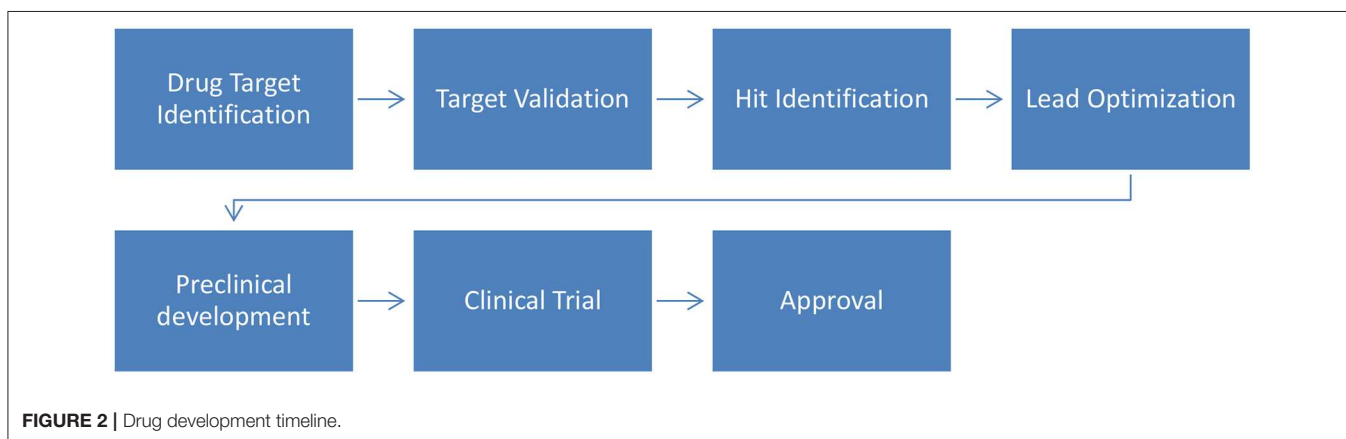 Drug Target
Identification
Target Validation
Hit Identification
Lead Optimization
Preclinical
development
Clinical Trial
Approval
FIGURE 2 | Drug development timeline.